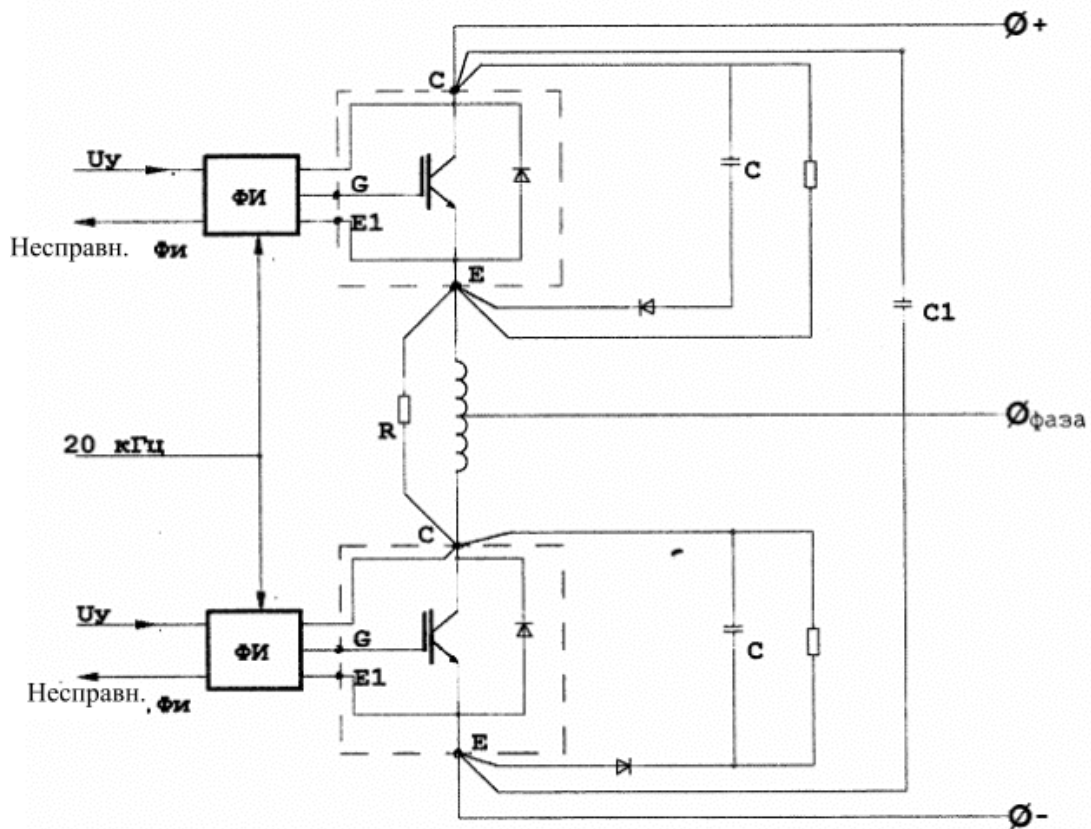 Ø+
C
Uy
ФИ
G
C
E1
Несправн. Фи
E
C1
R
Øфаза
20 кГц
C
Uy
ФИ
G
C
E1
Несправн. Фи
E
Ø-